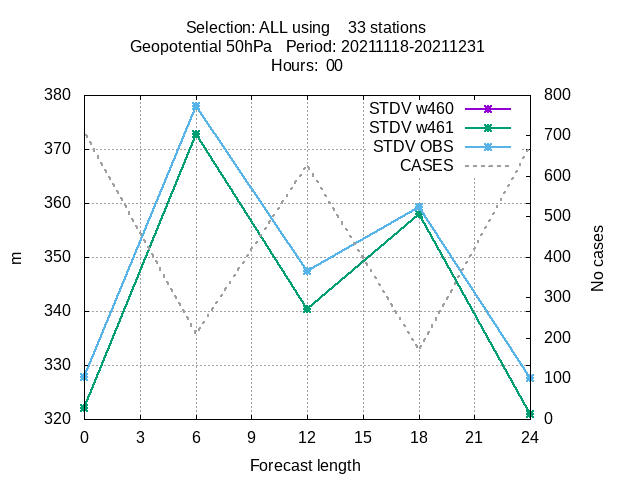 Selection: ALL using    33 stations
Geopotential 50hPa   Period: 20211118-20211231
Hours:  00
380
370
360
350
340
330
320
m
800
700
600
500
400
300
200
100
0
No cases
STDV w460
STDV w461
STDV OBS
CASES
0 3 6 9 12 15 18 21 24
Forecast length